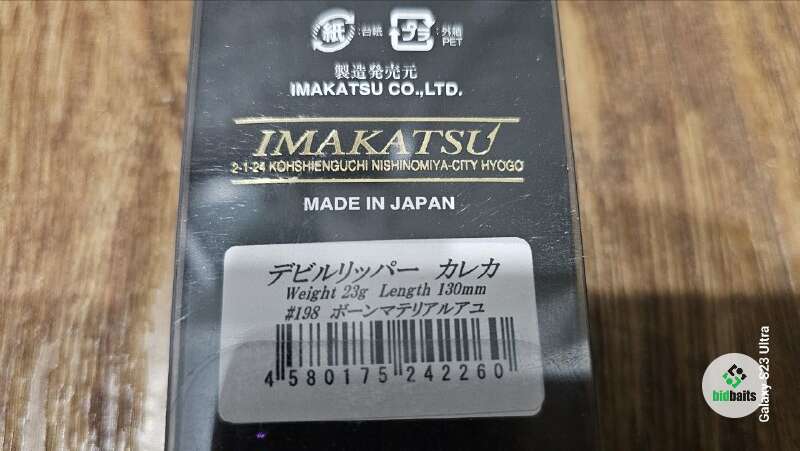 紙 :台紙 プラ :外箱
PET
製造発売元
IMAKATSU CO.,LTD.
IMAKATSU
2-1-24 KOHSHIENGUCHI NISHINOMIYA-CITY HYOGO
MADE IN JAPAN
デビルリッパー カレカ
Weight 23g Length 130mm
#198 ボーンマテリアルアユ
4 580175 242260
bidbaits
Galaxy S23 Ultra